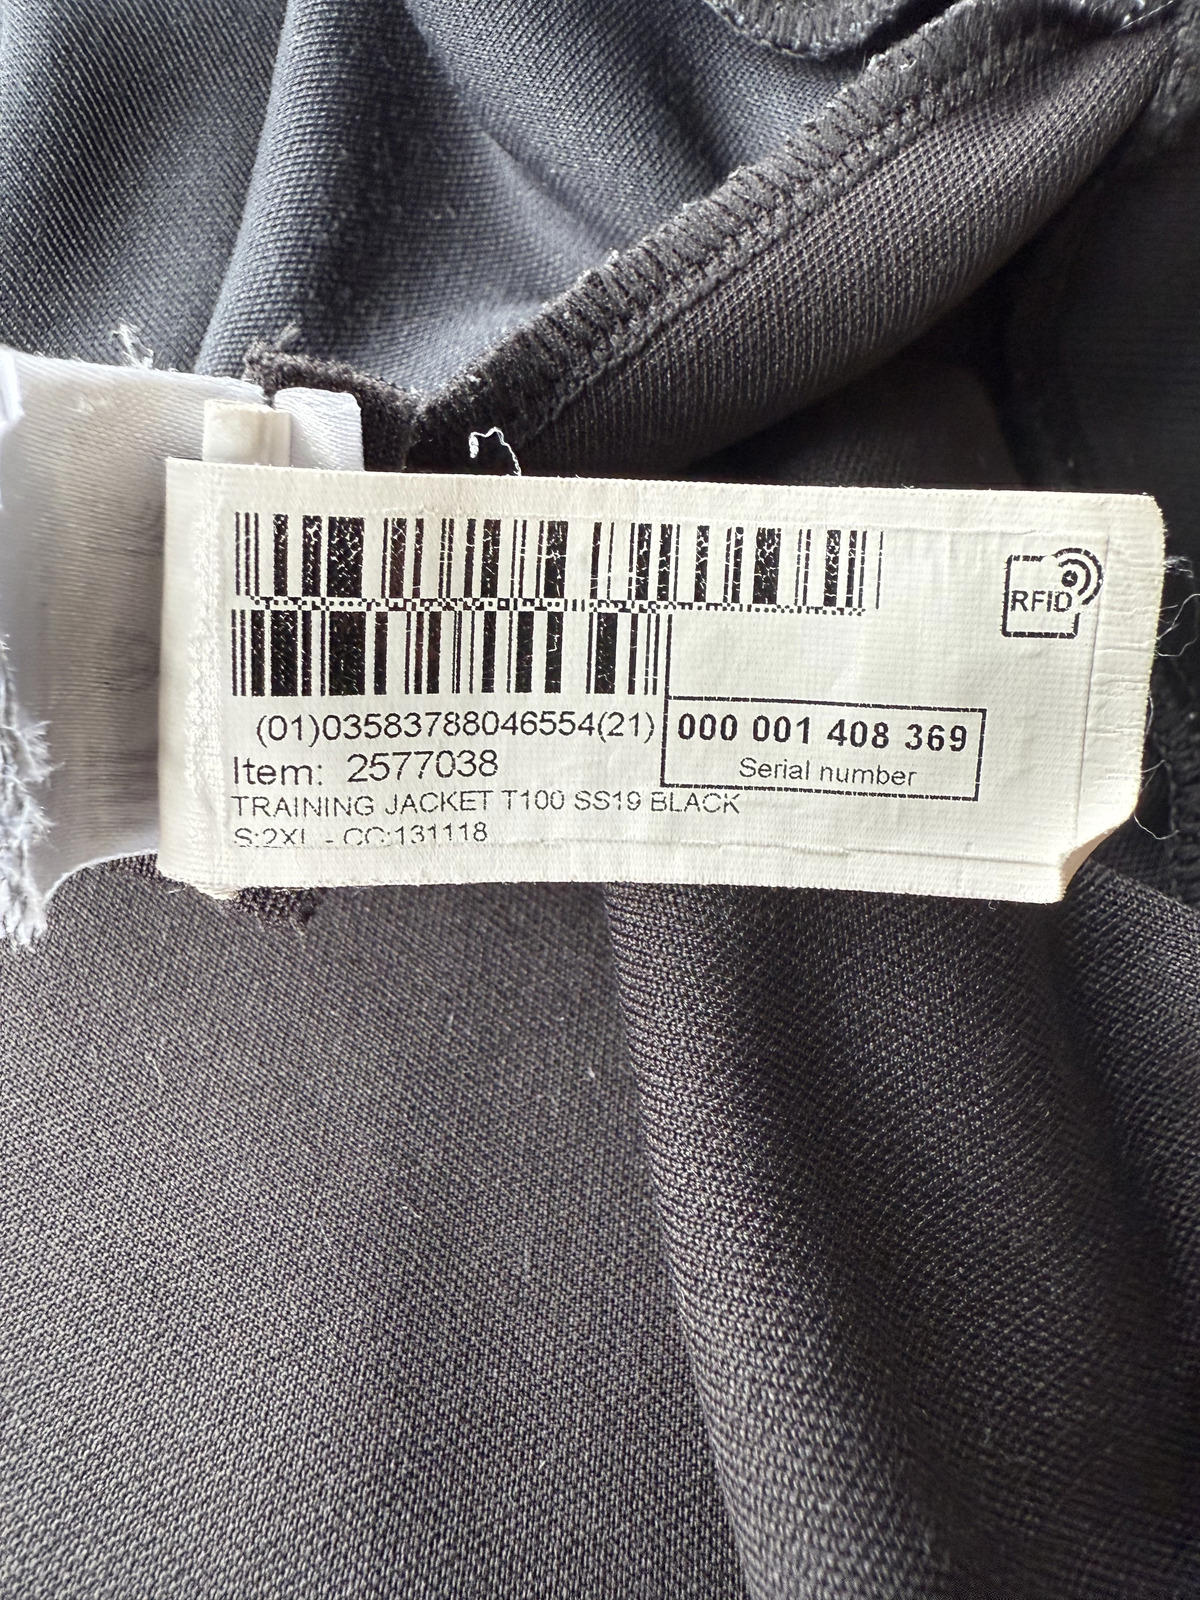 RFID
(01)03583788046554(21)
000 001 408 369
Serial number
Item: 2577038
TRAINING JACKET T100 SS19 BLACK
S:2XL - CC:131118